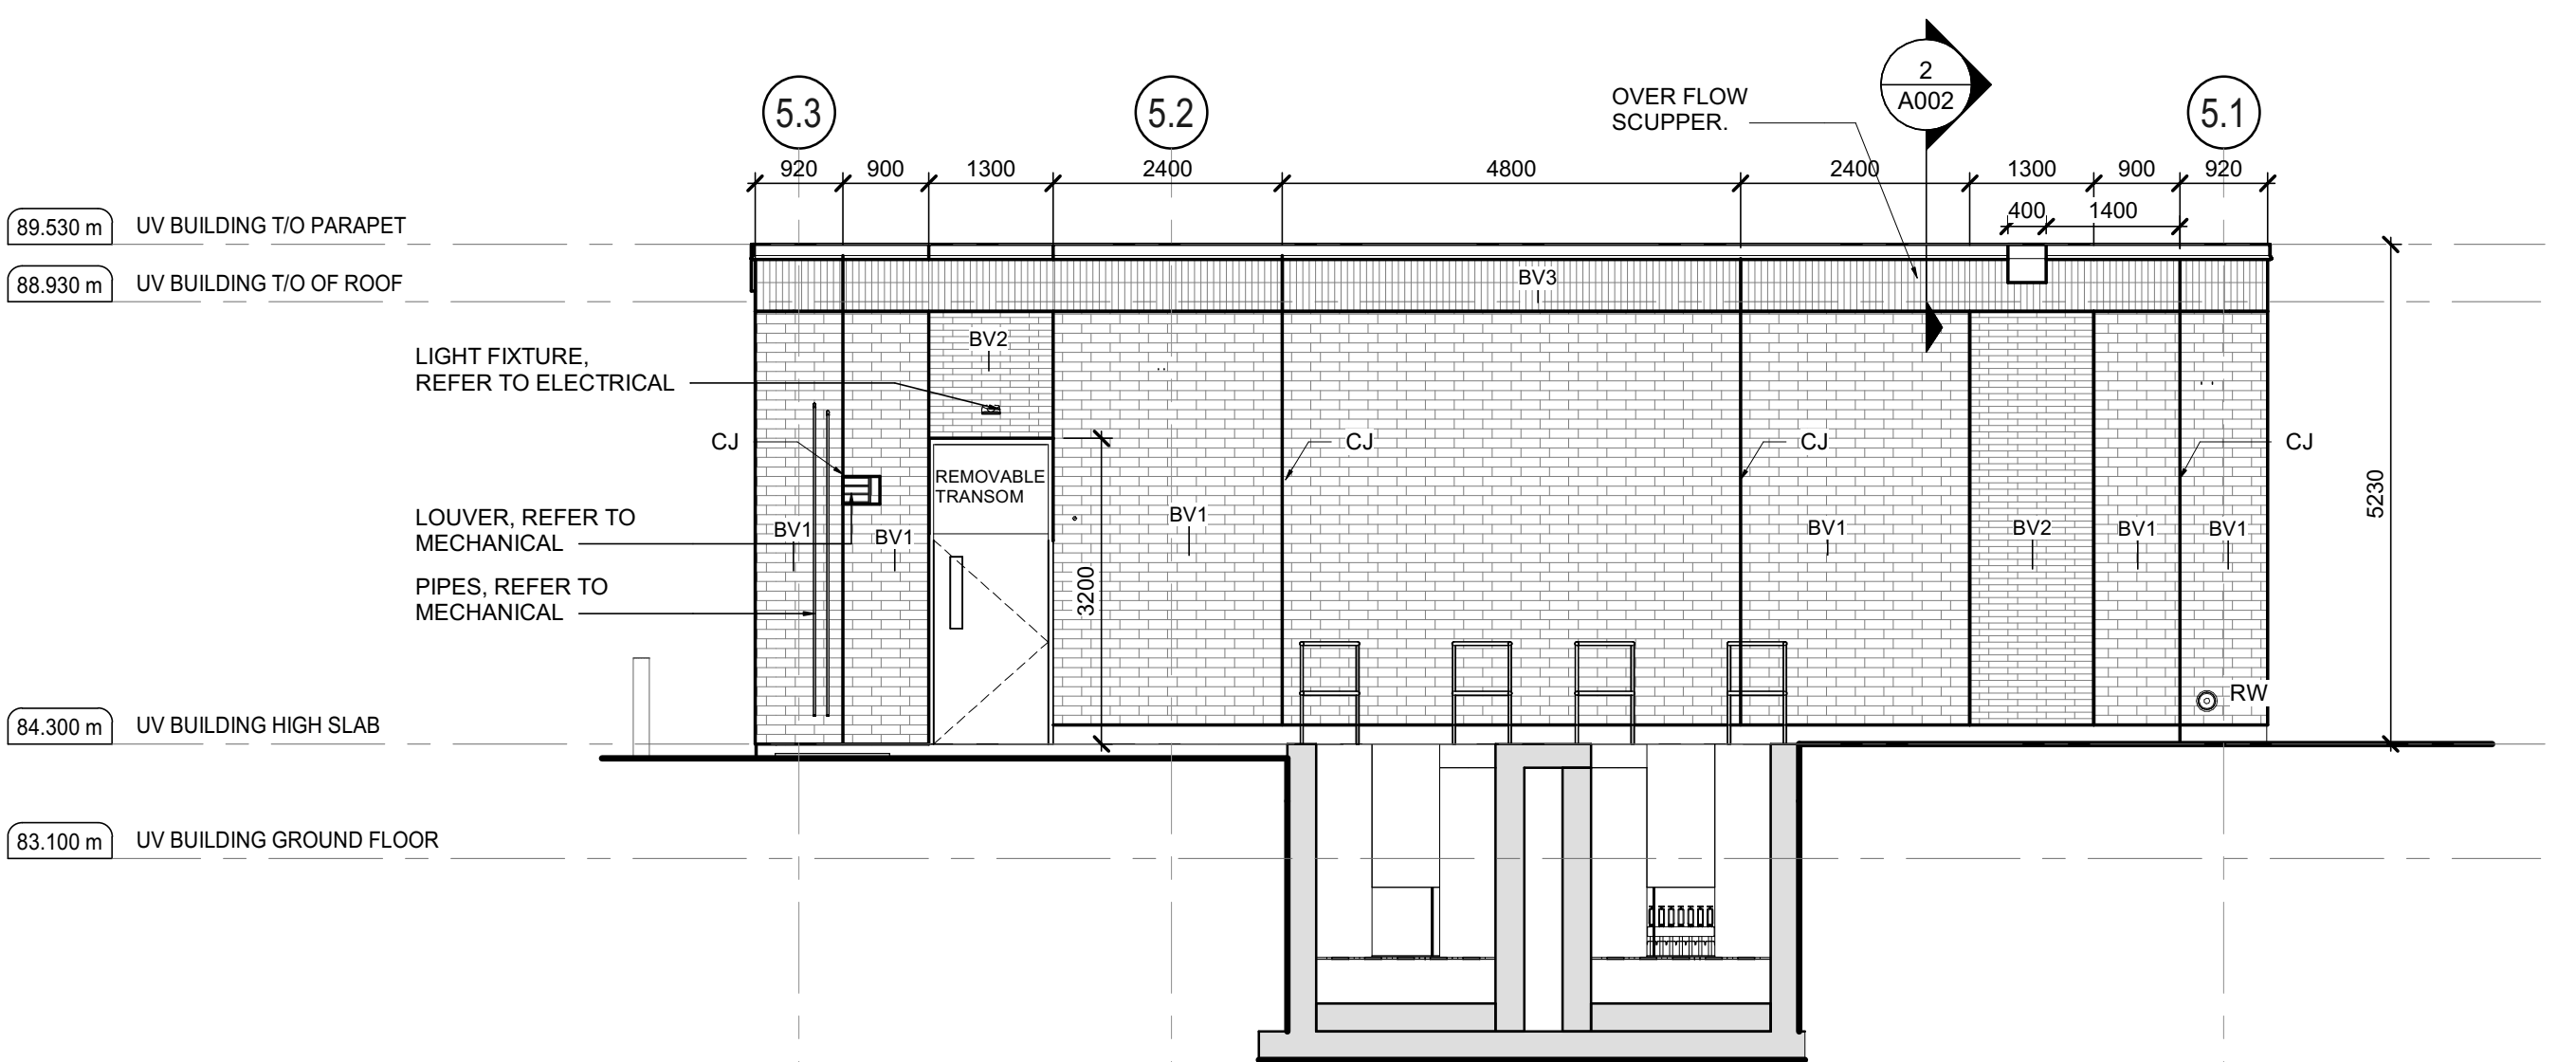 2
A002
OVER FLOW
SCUPPER.
5.3
5.2
5.1
920
900
1300
2400
4800
2400
1300
900
920
400
1400
89.530 m
UV BUILDING T/O PARAPET
88.930 m
UV BUILDING T/O OF ROOF
BV3
BV2
LIGHT FIXTURE,
REFER TO ELECTRICAL
CJ
CJ
CJ
CJ
REMOVABLE
TRANSOM
5230
LOUVER, REFER TO
MECHANICAL
BV1
BV1
BV1
BV1
BV2
BV1
BV1
PIPES, REFER TO
MECHANICAL
3200
RW
84.300 m
UV BUILDING HIGH SLAB
83.100 m
UV BUILDING GROUND FLOOR